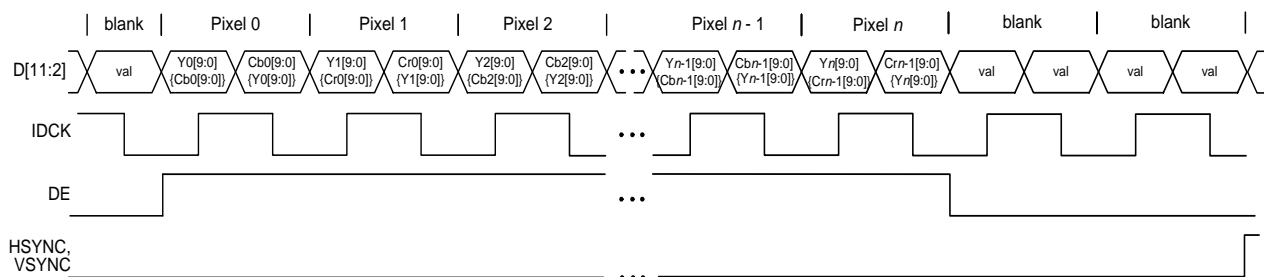 | blank | Pixel 0 | Pixel 1 | Pixel 2 | Pixel n - 1 | Pixel n | blank | blank |
D[11:2] val Y0[9:0] Cb0[9:0] Y1[9:0] Cr0[9:0] Y2[9:0] Cb2[9:0] ••• Yn-1[9:0] Cbn-1[9:0] Yn[9:0] Crn-1[9:0] val val val val
{Cb0[9:0]} {Y0[9:0]} {Cr0[9:0]} {Y1[9:0]} {Cb2[9:0]} {Y2[9:0]} {Cbn-1[9:0]} {Yn-1[9:0]} {Crn-1[9:0]} {Yn[9:0]}
IDCK •••
DE •••
HSYNC,
VSYNC •••